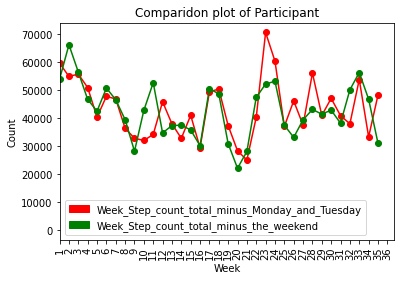 Comparidon plot of Participant
70000
60000
50000
40000
30000
20000
10000
0
Count
Week_Step_count_total_minus_Monday_and_Tuesday
Week_Step_count_total_minus_the_weekend
1 2 3 4 5 6 7 8 9 10 11 12 13 14 15 16 17 18 19 20 21 22 23 24 25 26 27 28 29 30 31 32 33 34 35 36
Week